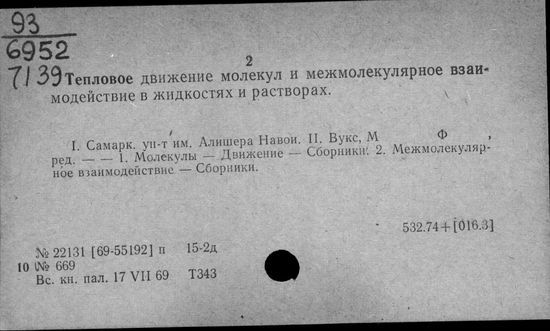 93
6952
7139
2
Тепловое движение молекул и межмолекулярное взаи-
модействие в жидкостях и растворах.
I. Самарк. ун-т им. Алишера Навои. II. Вукс, М Ф ,
ред. — — 1. Молекулы — Движение — Сборники. 2. Межмолекуляр-
ное взаимодействие — Сборники.
532.74+[016.3]
№ 22131 [69-55192] п 15-2д
10 № 669
Вс. кн. пал. 17 VII 69 Т343